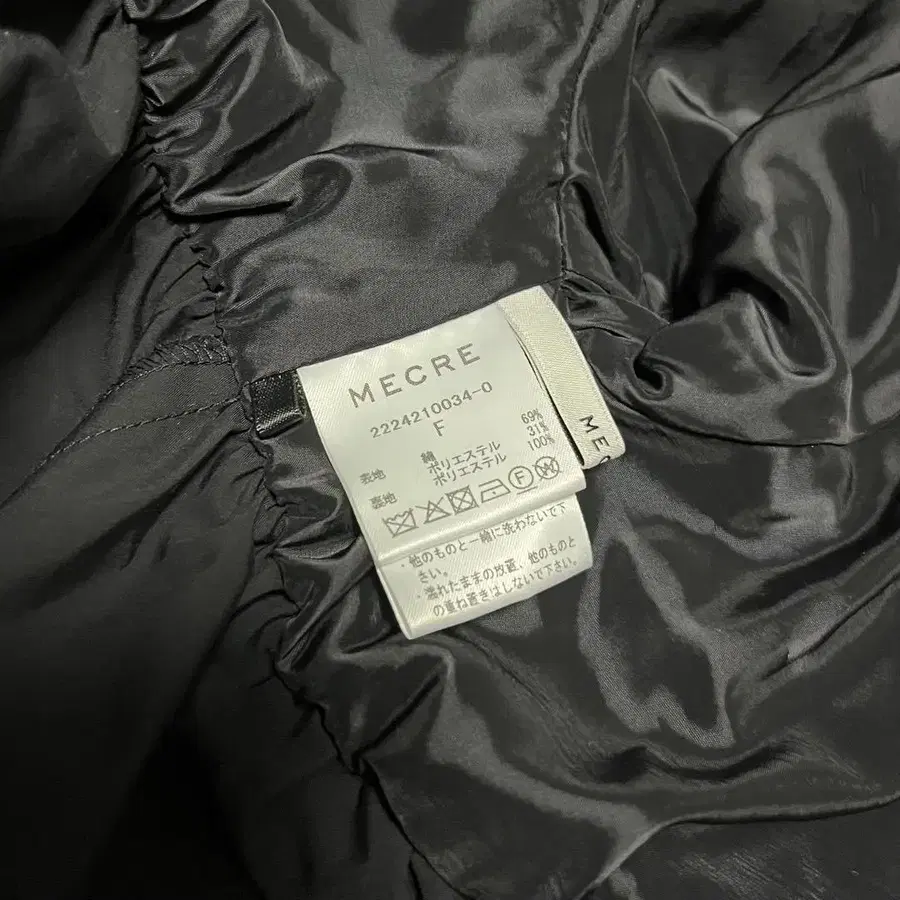 MECRE
2224210034-0
F
表地 綿 69%
ポリエステル 31%
裏地 ポリエステル 100%
・他のものと一緒に洗わないで下
さい。
・濡れたままの放置、他のものと
の重ね置きはしないで下さい。
MEC